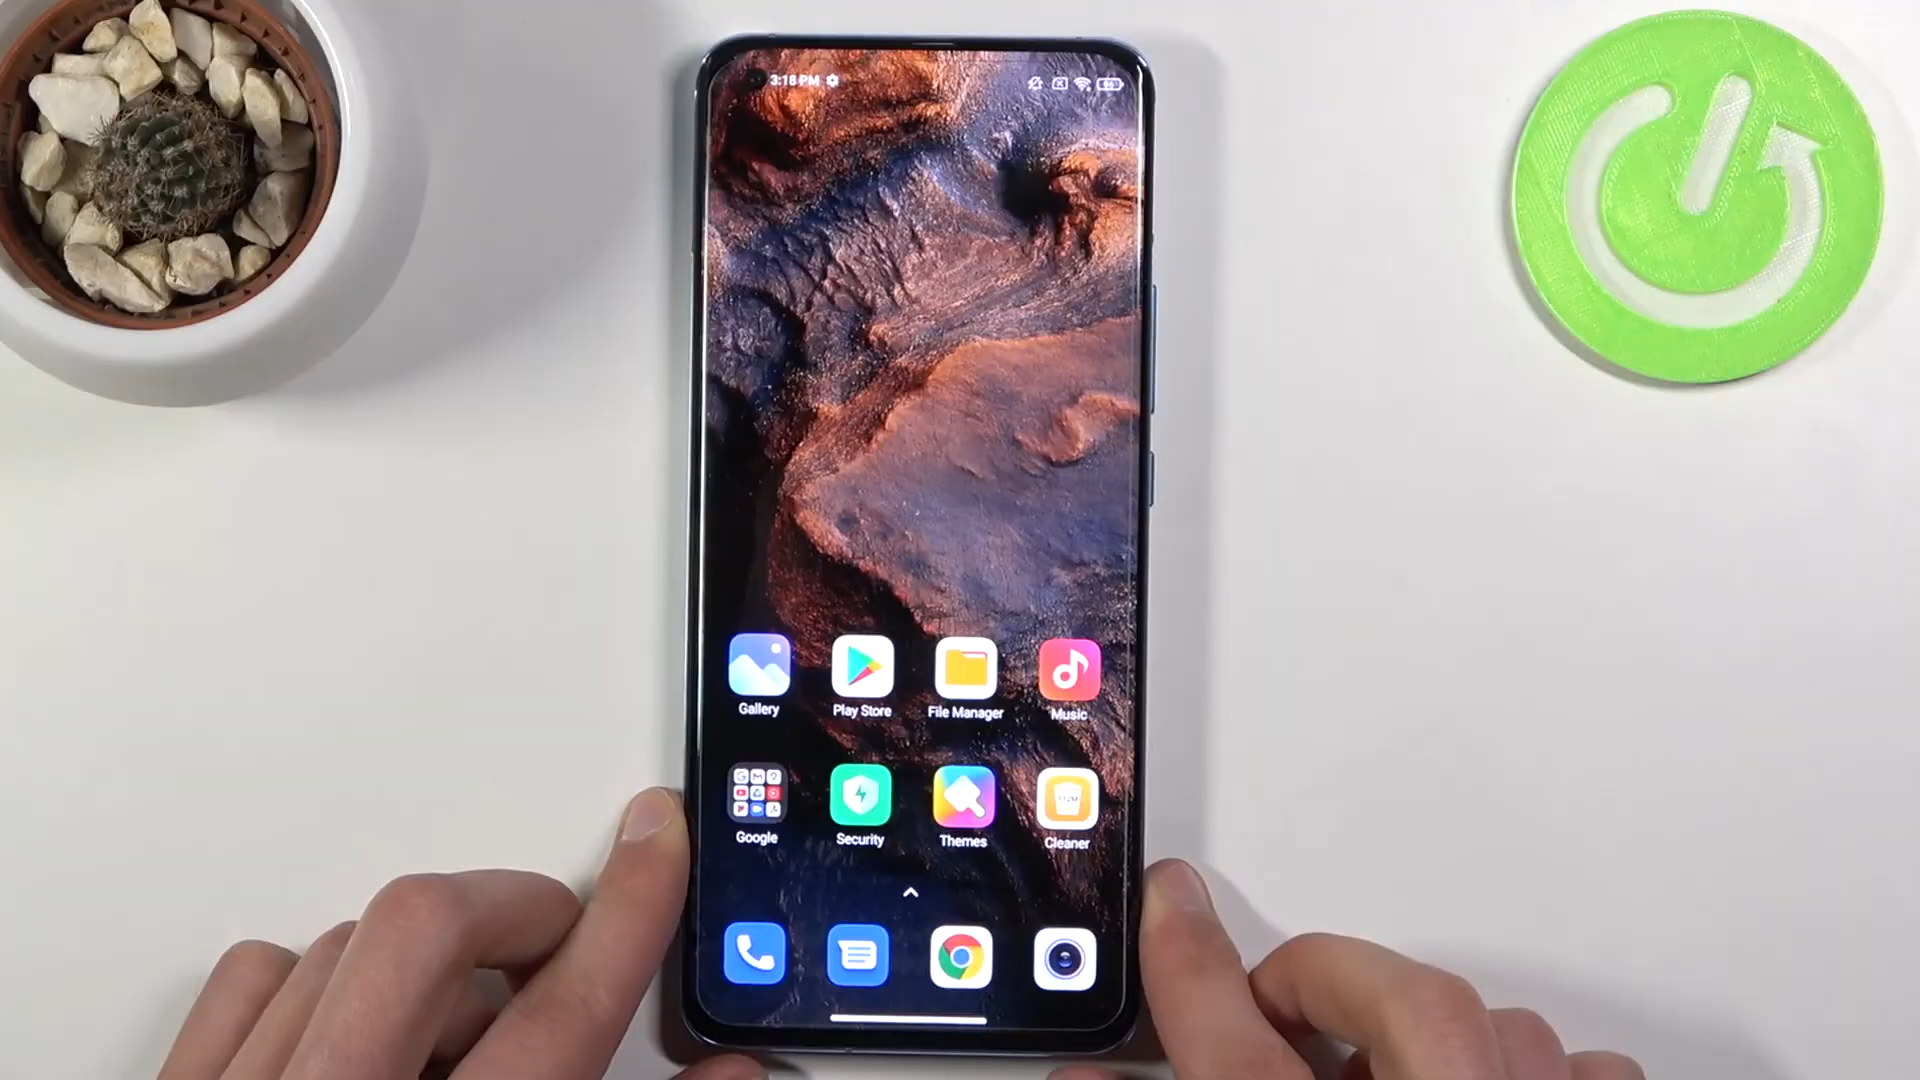 3:18 PM
Gallery
Play Store
File Manager
Music
Google
Security
Themes
Cleaner